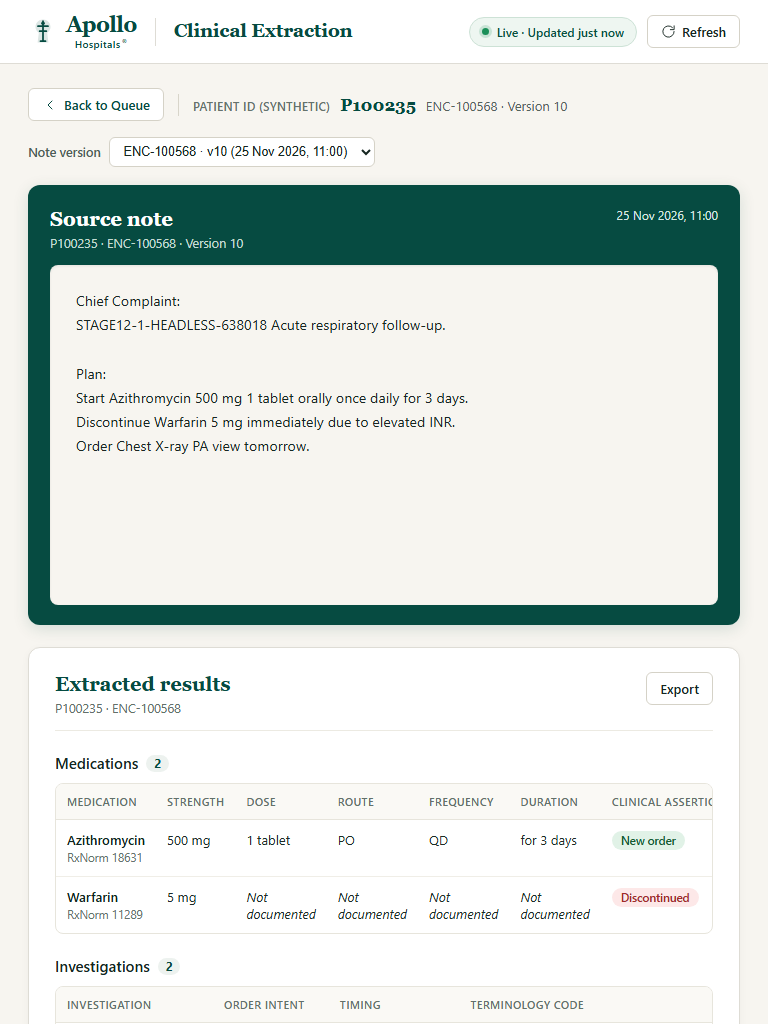 Apollo
Hospitals®
Clinical Extraction
Live · Updated just now
Refresh
Back to Queue
PATIENT ID (SYNTHETIC) P100235 ENC-100568 · Version 10
Note version
ENC-100568 · v10 (25 Nov 2026, 11:00)
Source note
25 Nov 2026, 11:00
P100235 · ENC-100568 · Version 10
Chief Complaint:
STAGE12-1-HEADLESS-638018 Acute respiratory follow-up.
Plan:
Start Azithromycin 500 mg 1 tablet orally once daily for 3 days.
Discontinue Warfarin 5 mg immediately due to elevated INR.
Order Chest X-ray PA view tomorrow.
Extracted results
Export
P100235 · ENC-100568
Medications 2
MEDICATION STRENGTH DOSE ROUTE FREQUENCY DURATION CLINICAL ASSERTIC
Azithromycin 500 mg 1 tablet PO QD for 3 days New order
RxNorm 18631
Warfarin 5 mg Not documented Not documented Not documented Not documented Discontinued
RxNorm 11289
Investigations 2
INVESTIGATION ORDER INTENT TIMING TERMINOLOGY CODE